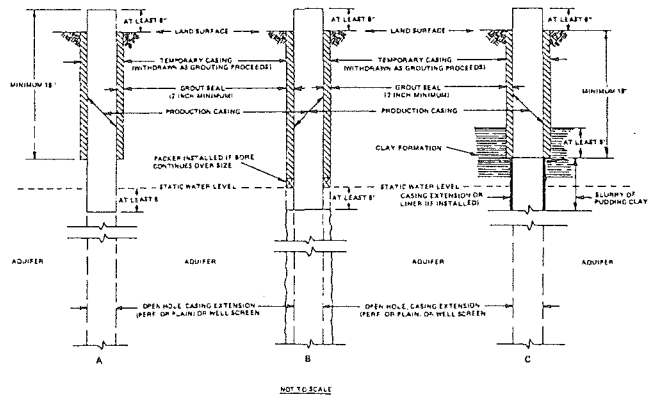 AT LEAST 8"
AT LEAST 8"
AT LEAST 8"
LAND SURFACE
LAND SURFACE
TEMPORARY CASING
(WITHDRAWN AS GROUTING PROCEEDS)
TEMPORARY CASING
(WITHDRAWN AS GROUTING PROCEEDS)
MINIMUM 18'
GROUT SEAL
(2 INCH MINIMUM)
GROUT SEAL
(2 INCH MINIMUM)
MINIMUM 18'
PRODUCTION CASING
PRODUCTION CASING
AT LEAST 5'
CLAY FORMATION
PACKER INSTALLED IF BORE
CONTINUES OVER SIZE
STATIC WATER LEVEL
STATIC WATER LEVEL
AT LEAST 5
AT LEAST 5'
CASING EXTENSION OR
LINER (IF INSTALLED)
SLURRY OF
PUDDING CLAY
AQUIFER
AQUIFER
AQUIFER
AQUIFER
OPEN HOLE, CASING EXTENSION
(PERF. OR PLAIN) OR WELL SCREEN
OPEN HOLE, CASING EXTENSION
(PERF. OR PLAIN) OR WELL SCREEN
A
B
C
NOT TO SCALE